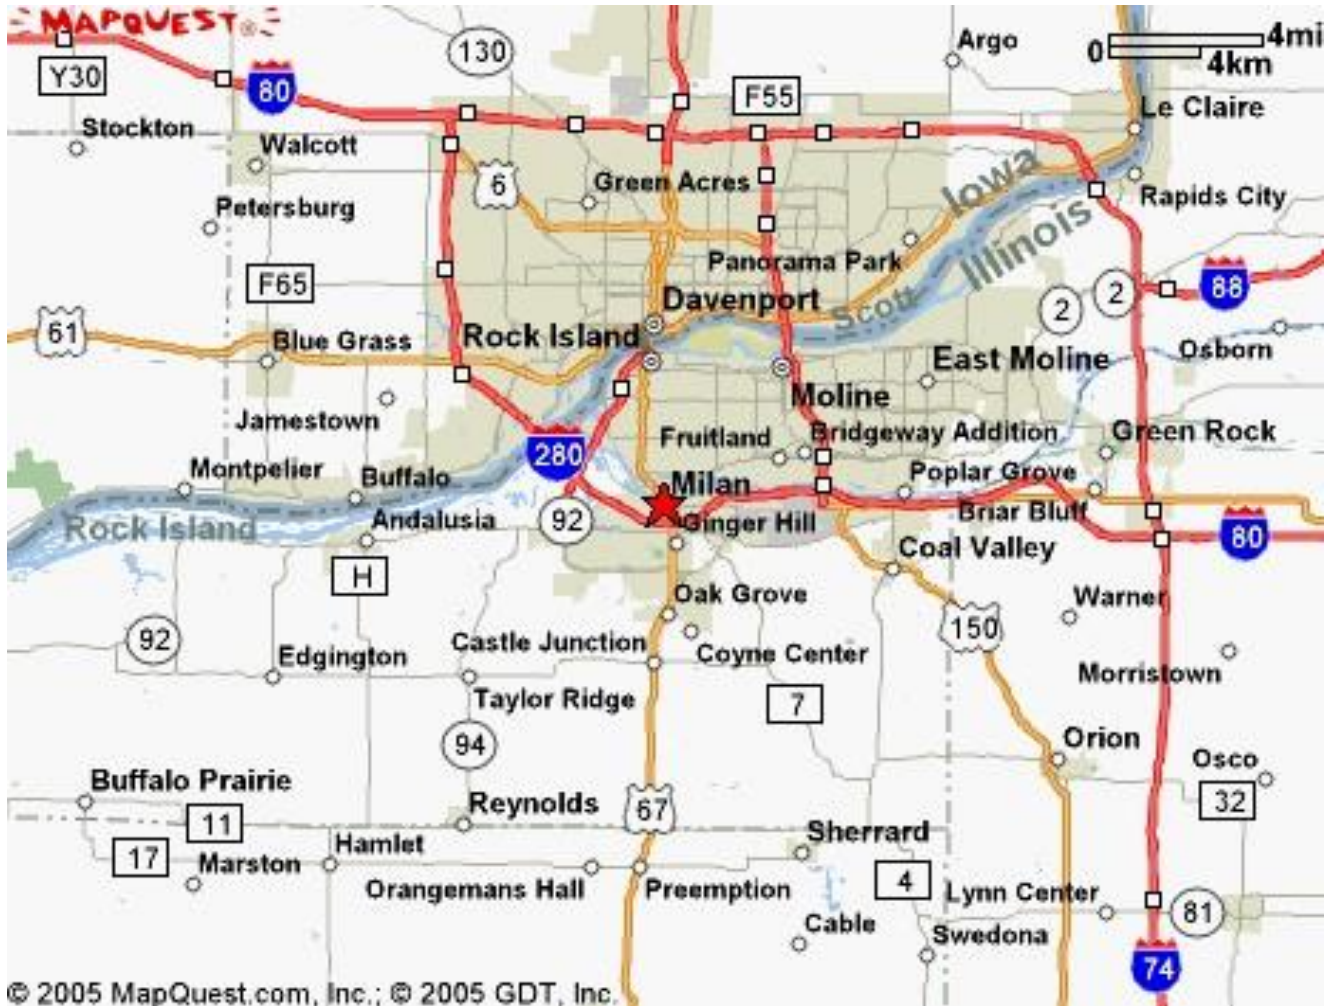 MAPQUEST
Y30
80
130
F55
Argo
0
4mi
4km
Le Claire
Stockton
Walcott
6
Green Acres
Iowa
Illinois
Rapids City
Petersburg
Panorama Park
F65
Davenport
Scott
2
2
88
61
Blue Grass
Rock Island
East Moline
Osborn
Moline
Jamestown
Fruitland
Bridgeway Addition
Green Rock
280
Montpelier
Buffalo
Milan
Poplar Grove
Rock Island
Andalusia
92
Ginger Hill
Briar Bluff
80
Coal Valley
H
Oak Grove
Warner
92
Edgington
Castle Junction
Coyne Center
150
Morristown
Taylor Ridge
7
94
Orion
Osco
Buffalo Prairie
Reynolds
67
32
11
Sherrard
17
Marston
Hamlet
Orangemans Hall
Preemption
4
Lynn Center
81
Cable
Swedona
74
© 2005 MapQuest.com, Inc.; © 2005 GDT, Inc.